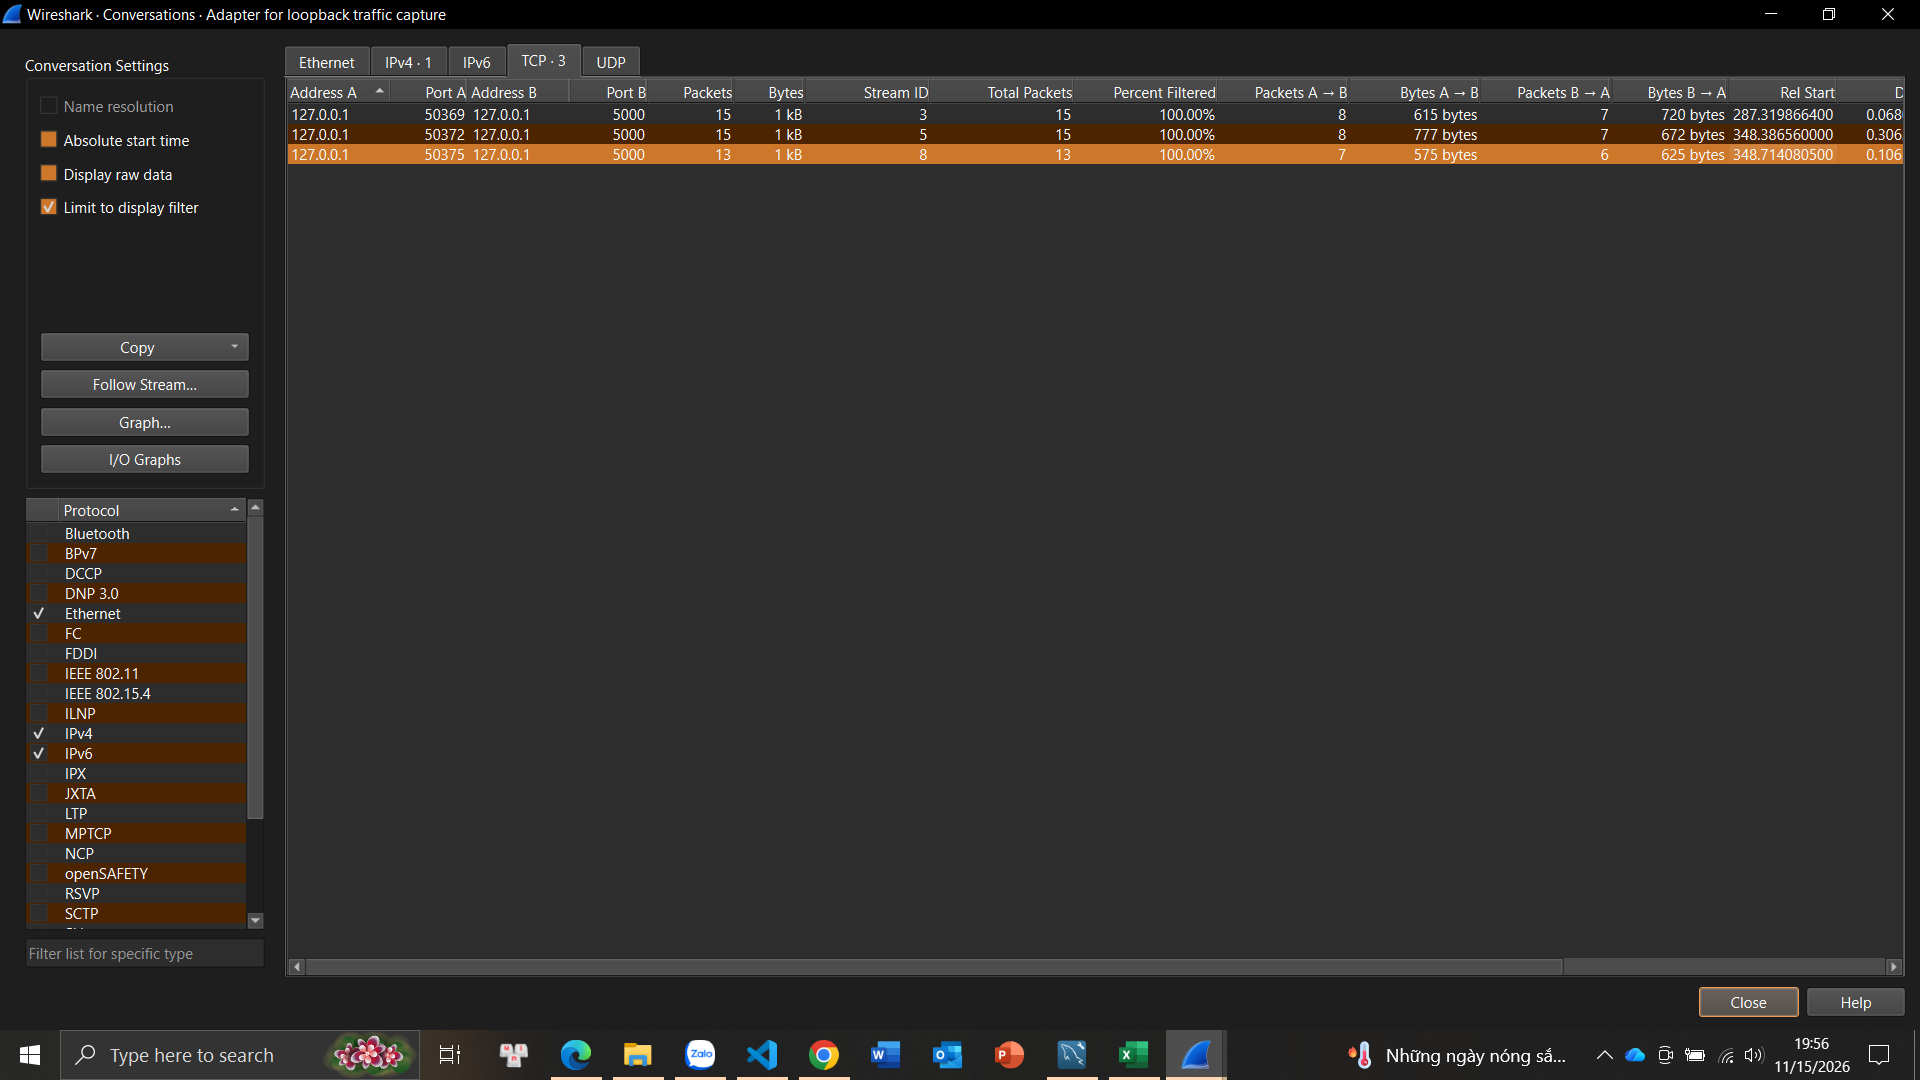 Wireshark · Conversations · Adapter for loopback traffic capture
Conversation Settings
Name resolution
Absolute start time
Display raw data
Limit to display filter
Copy
Follow Stream...
Graph...
I/O Graphs
Protocol
Bluetooth
BPv7
DCCP
DNP 3.0
Ethernet
FC
FDDI
IEEE 802.11
IEEE 802.15.4
ILNP
IPv4
IPv6
IPX
JXTA
LTP
MPTCP
NCP
openSAFETY
RSVP
SCTP
Filter list for specific type
Ethernet IPv4 · 1 IPv6 TCP · 3 UDP
Address A Port A Address B Port B Packets Bytes Stream ID Total Packets Percent Filtered Packets A → B Bytes A → B Packets B → A Bytes B → A Rel Start D
127.0.0.1 50369 127.0.0.1 5000 15 1 kB 3 15 100.00% 8 615 bytes 7 720 bytes 287.319866400 0.068
127.0.0.1 50372 127.0.0.1 5000 15 1 kB 5 15 100.00% 8 777 bytes 7 672 bytes 348.386560000 0.306
127.0.0.1 50375 127.0.0.1 5000 13 1 kB 8 13 100.00% 7 575 bytes 6 625 bytes 348.714080500 0.106
Close Help
Type here to search
Zalo
Những ngày nóng sắ...
19:56
11/15/2026